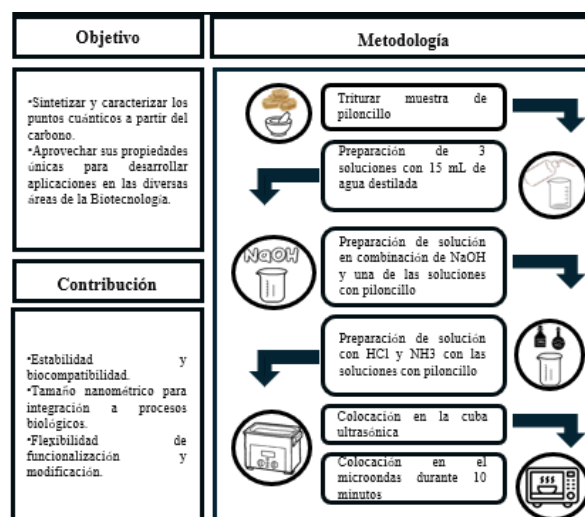 Objetivo
•Sintetizar y caracterizar los
puntos cuánticos a partir del
carbono.
•Aprovechar sus propiedades
únicas para desarrollar
aplicaciones en las diversas
áreas de la Biotecnología.
Contribución
•Estabilidad y
biocompatibilidad.
•Tamaño nanométrico para
integración a procesos
biológicos.
•Flexibilidad de
funcionalización y
modificación.
Metodología
Triturar muestra de
piloncillo
Preparación de 3
soluciones con 15 mL de
agua destilada
NaOH
Preparación de solución
en combinación de NaOH
y una de las soluciones
con piloncillo
Preparación de solución
con HCl y NH3 con las
soluciones con piloncillo
Colocación en la cuba
ultrasónica
Colocación en el
microondas durante 10
minutos